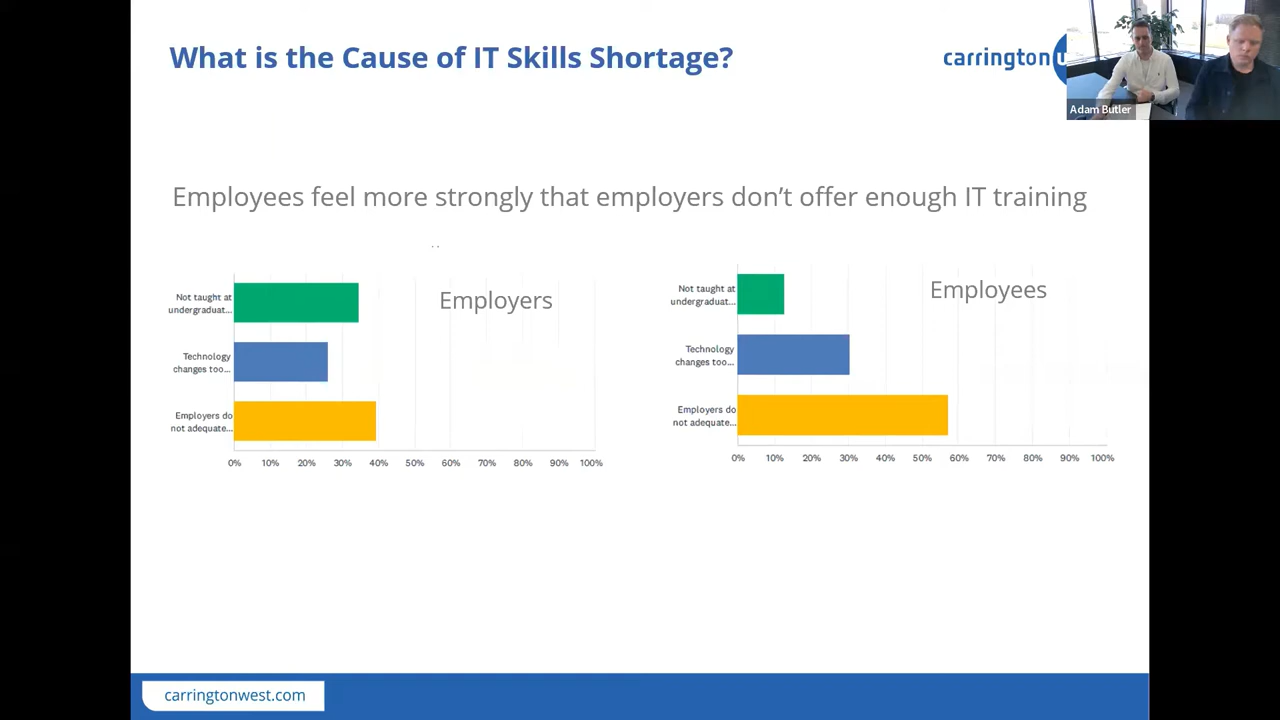 What is the Cause of IT Skills Shortage?
carrington
Adam Butler
Employees feel more strongly that employers don't offer enough IT training
Employers
Not taught at
undergraduat...
Technology
changes too...
Employers do
not adequate...
0% 10% 20% 30% 40% 50% 60% 70% 80% 90% 100%
Employees
Not taught at
undergraduat...
Technology
changes too...
Employers do
not adequate...
0% 10% 20% 30% 40% 50% 60% 70% 80% 90% 100%
carringtonwest.com